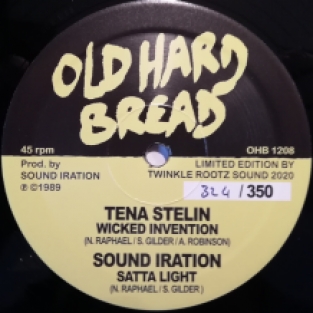 OLD HARD
BREAD
45 rpm
OHB 1208
Prod. by
SOUND IRATION
℗ ©1989
LIMITED EDITION BY
TWINKLE ROOTZ SOUND 2020
324 / 350
TENA STELIN
WICKED INVENTION
(N. RAPHAEL / S. GILDER / A. ROBINSON)
SOUND IRATION
SATTA LIGHT
(N. RAPHAEL / S. GILDER )